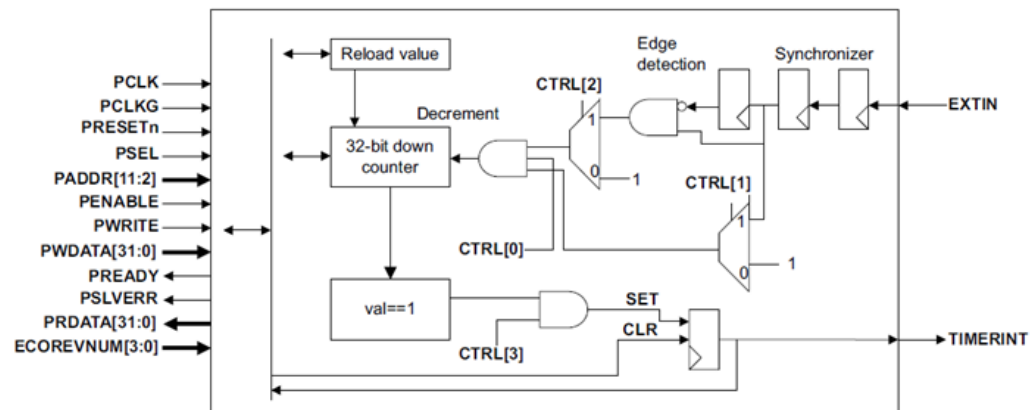 PCLK
PCLKG
PRESETn
PSEL
PADDR[11:2]
PENABLE
PWRITE
PWDATA[31:0]
PREADY
PSLVERR
PRDATA[31:0]
ECOREVNUM[3:0]
Reload value
Decrement
32-bit down
counter
val==1
CTRL[0]
CTRL[3]
CTRL[2]
1
0
1
Edge
detection
Synchronizer
CTRL[1]
1
0
1
SET
CLR
EXTIN
TIMERINT